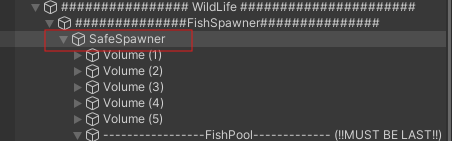 ############### WildLife #######################
##############FishSpawner###############
SafeSpawner
Volume (1)
Volume (2)
Volume (3)
Volume (4)
Volume (5)
-----------------FishPool------------- (!!MUST BE LAST!!)